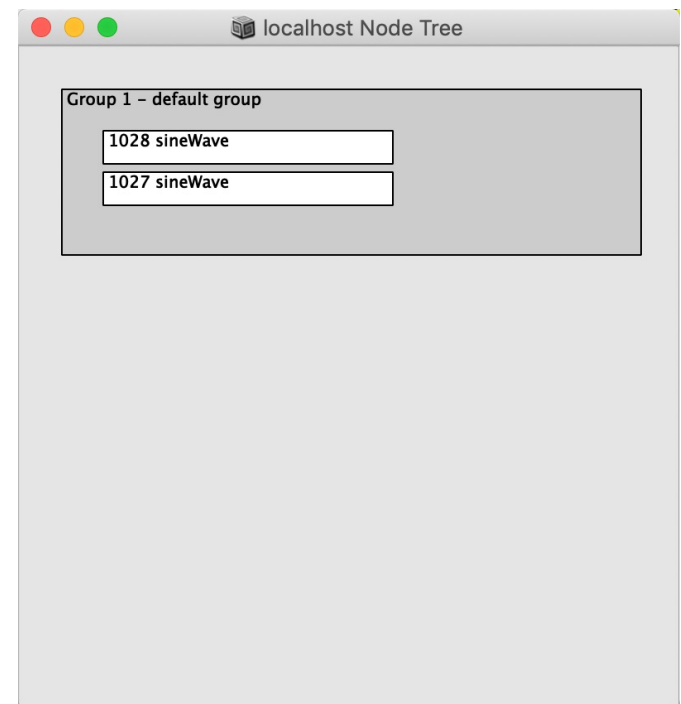 localhost Node Tree
Group 1 – default group
1028 sineWave
1027 sineWave